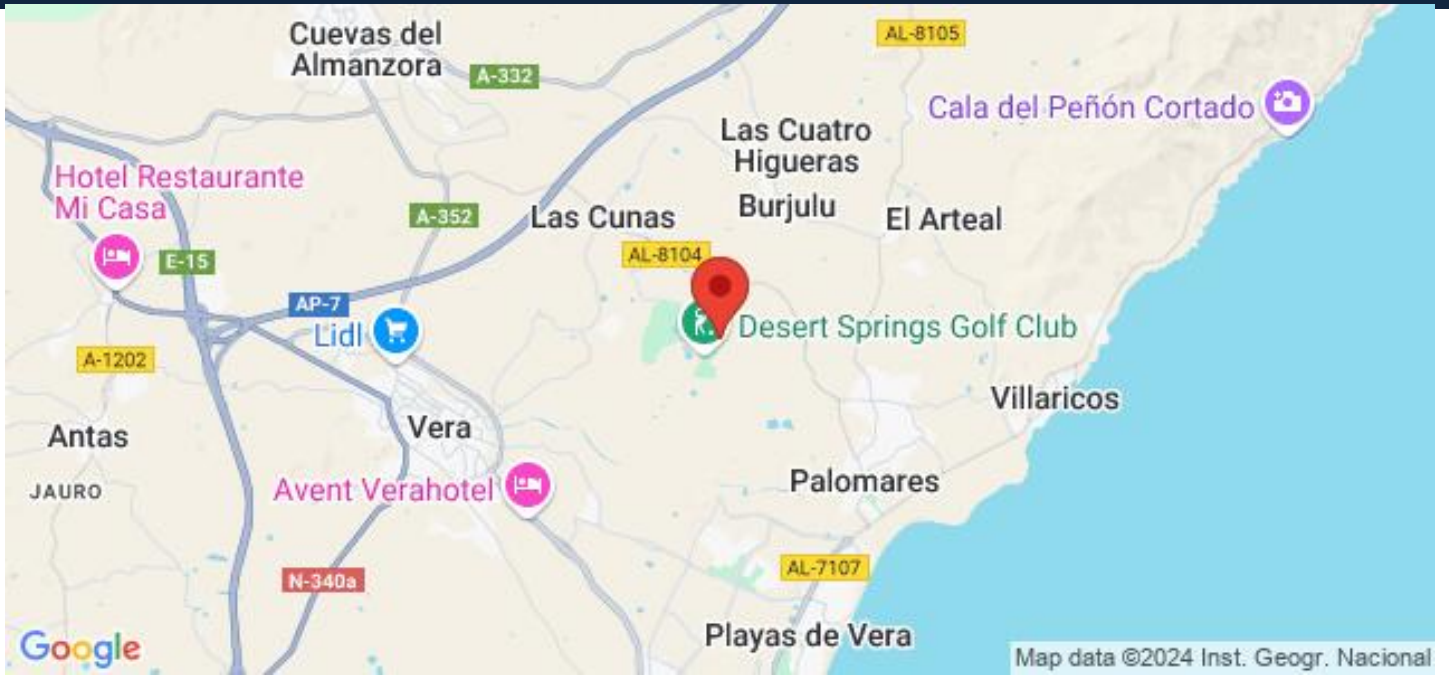 Cuevas del
Almanzora
A-332
AL-8105
Cala del Peñón Cortado
Las Cuatro
Higueras
Hotel Restaurante
Mi Casa
A-352
Las Cunas
Burjulu
El Arteal
E-15
AL-8104
AP-7
Lidl
Desert Springs Golf Club
A-1202
Villaricos
Antas
Vera
JAURO
Avent Verahotel
Palomares
N-340a
AL-7107
Playas de Vera
Google
Map data ©2024 Inst. Geogr. Nacional